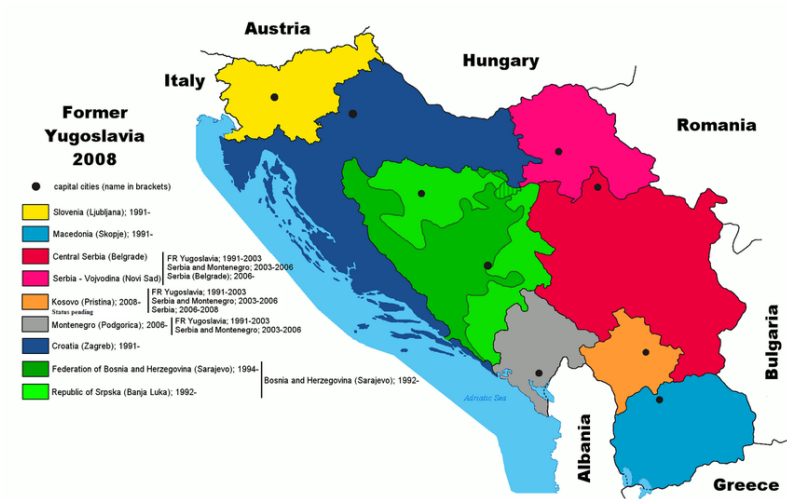 Austria
Hungary
Italy
Former
Yugoslavia
2008
Romania
capital cities (name in brackets)
Slovenia (Ljubljana); 1991-
Macedonia (Skopje); 1991-
Central Serbia (Belgrade)
Serbia - Vojvodina (Novi Sad)
FR Yugoslavia; 1991-2003
Serbia and Montenegro; 2003-2006
Serbia (Belgrade); 2006-
Kosovo (Pristina); 2008-
Status pending
FR Yugoslavia; 1991-2003
Serbia and Montenegro; 2003-2006
Serbia; 2006-2008
Montenegro (Podgorica); 2006-
FR Yugoslavia; 1991-2003
Serbia and Montenegro; 2003-2006
Croatia (Zagreb); 1991-
Federation of Bosnia and Herzegovina (Sarajevo); 1994-
Republic of Srpska (Banja Luka); 1992-
Bosnia and Herzegovina (Sarajevo); 1992-
Adriatic Sea
Bulgaria
Albania
Greece